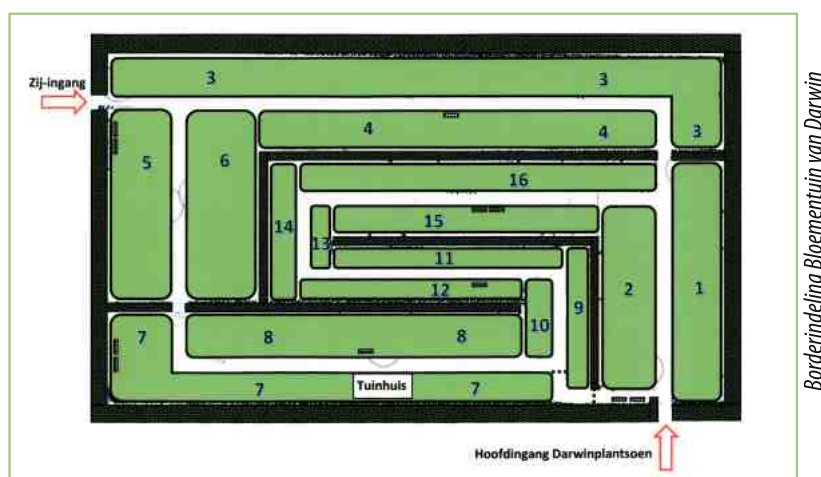 3 3
Zij-ingang
4 4 3
5 6
16
14 15 1
13
11 2
12 9
10
7 8 8
7 Tuinhuis 7
Hoofdingang Darwinplantsoen
Borderindeling Bloementuin van Darwin